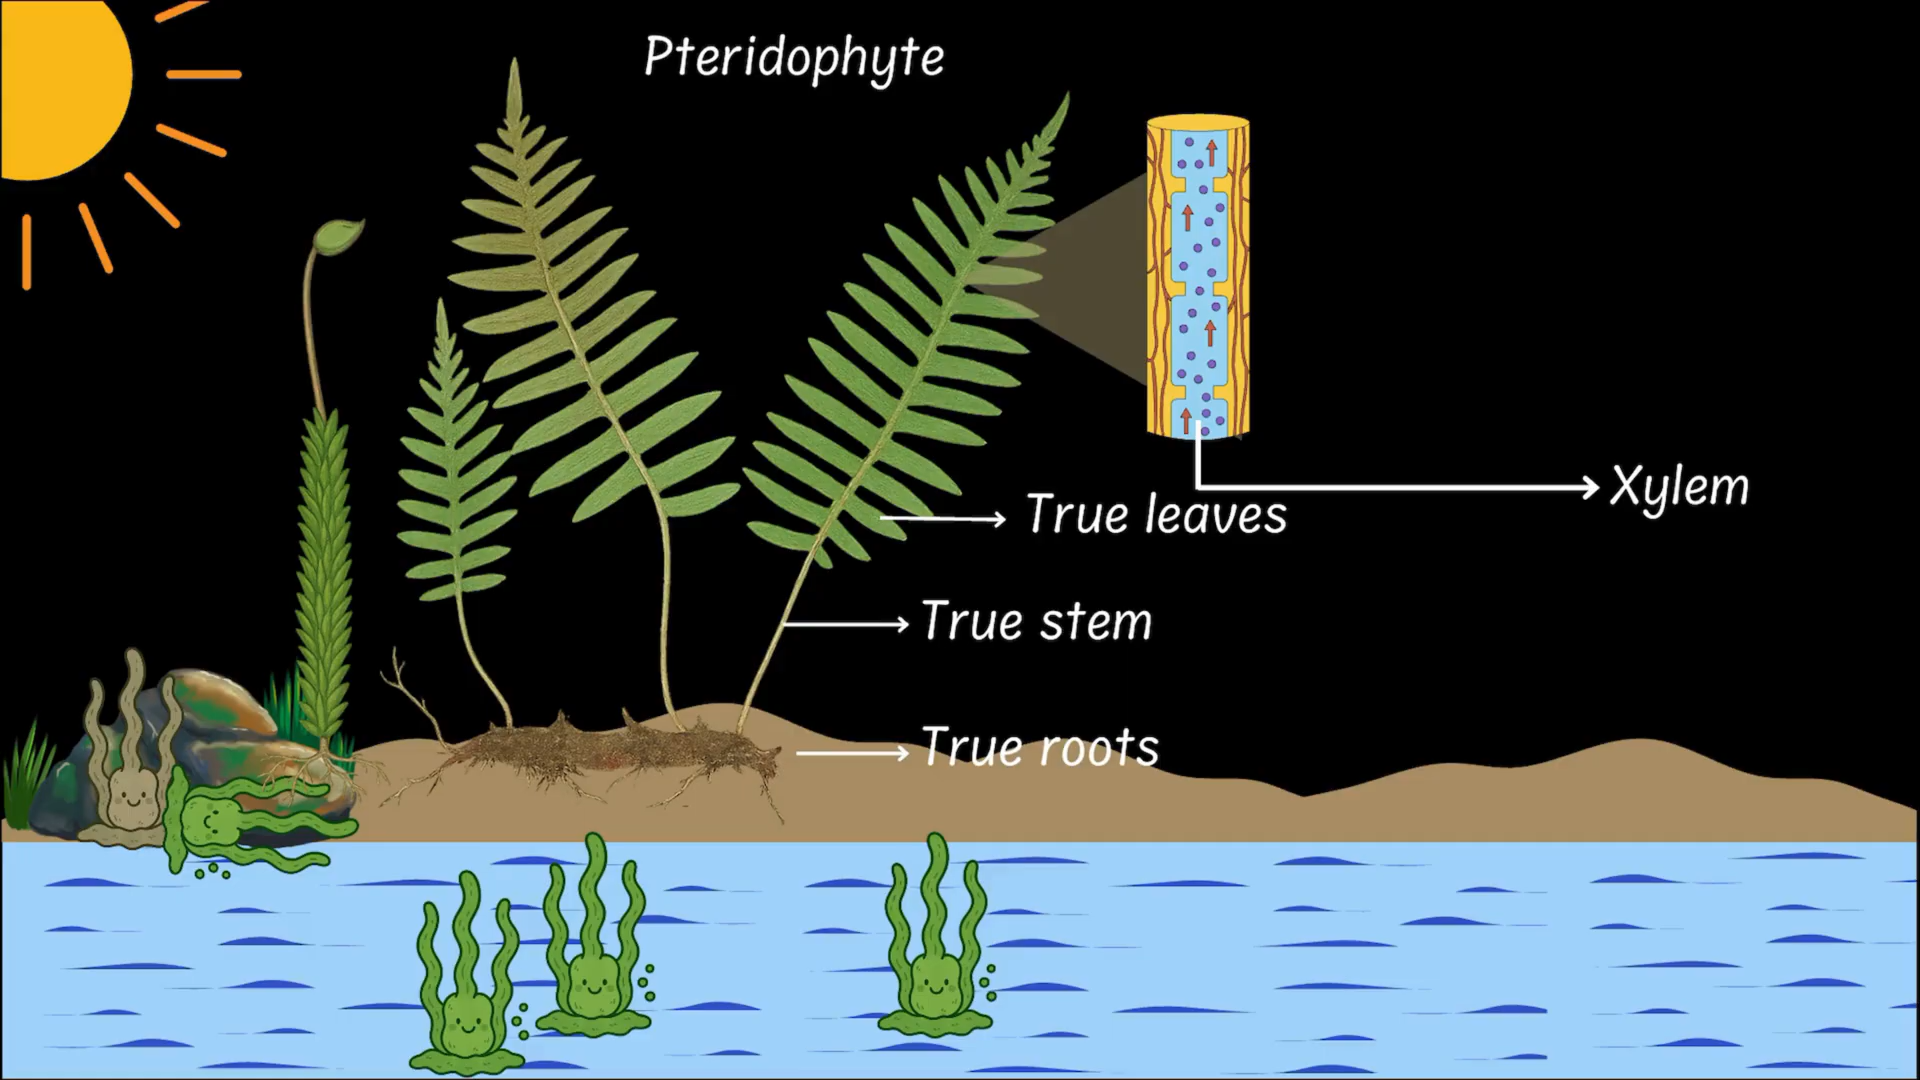 Pteridophyte
Xylem
True leaves
True stem
True roots